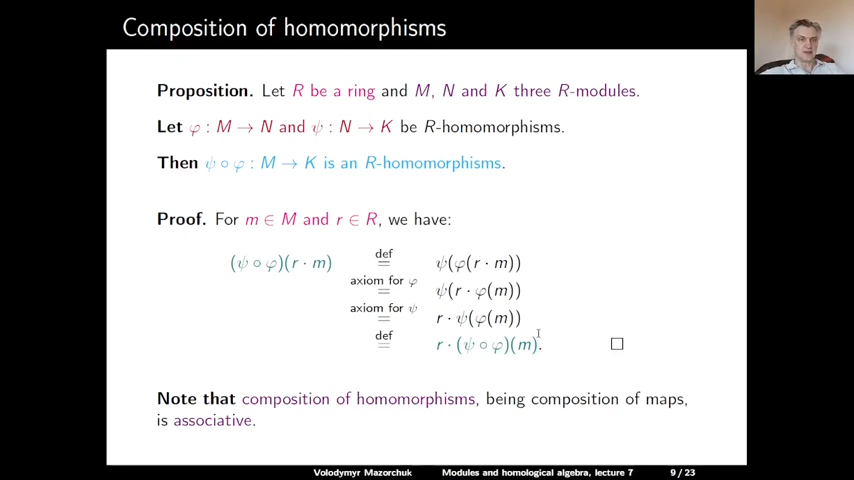 Composition of homomorphisms
Proposition. Let R be a ring and M, N and K three R-modules.
Let φ : M → N and ψ : N → K be R-homomorphisms.
Then ψ ∘ φ : M → K is an R-homomorphisms.
Proof. For m ∈ M and r ∈ R, we have:
(ψ ∘ φ)(r · m) def = ψ(φ(r · m))
axiom for φ = ψ(r · φ(m))
axiom for ψ = r · ψ(φ(m))
def = r · (ψ ∘ φ)(m). □
Note that composition of homomorphisms, being composition of maps,
is associative.
Volodymyr Mazorchuk Modules and homological algebra, lecture 7 9 / 23